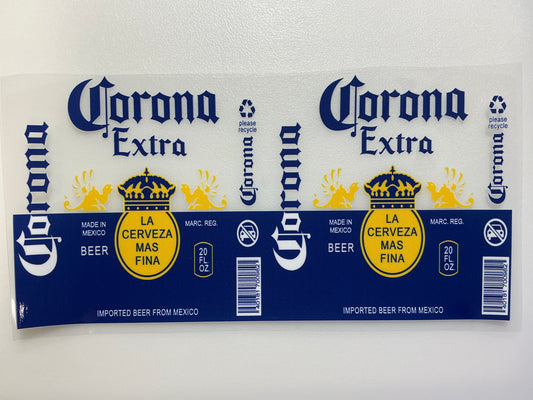 Corona
Extra
Corona
please
recycle
Corona
MADE IN
MEXICO
BEER
LA
CERVEZA
MAS
FINA
MARC. REG.
20
FL
OZ.
IMPORTED BEER FROM MEXICO
Corona
Extra
Corona
please
recycle
Corona
MADE IN
MEXICO
BEER
LA
CERVEZA
MAS
FINA
MARC. REG.
20
FL
OZ.
IMPORTED BEER FROM MEXICO